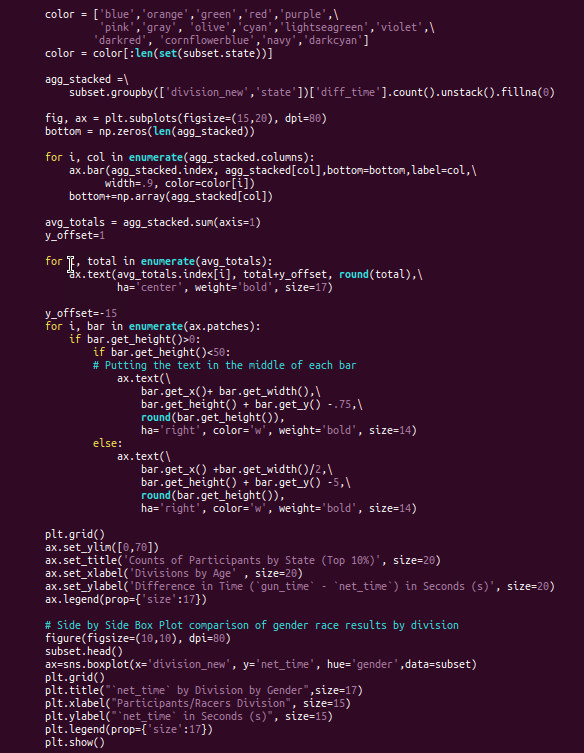 color = ['blue','orange','green','red','purple',\
'pink','gray', 'olive','cyan','lightseagreen','violet',\
'darkred', 'cornflowerblue','navy','darkcyan']
color = color[:len(set(subset.state))]
agg_stacked =\
subset.groupby(['division_new','state'])['diff_time'].count().unstack().fillna(0)
fig, ax = plt.subplots(figsize=(15,20), dpi=80)
bottom = np.zeros(len(agg_stacked))
for i, col in enumerate(agg_stacked.columns):
ax.bar(agg_stacked.index, agg_stacked[col],bottom=bottom,label=col,\
width=.9, color=color[i])
bottom+=np.array(agg_stacked[col])
avg_totals = agg_stacked.sum(axis=1)
y_offset=1
for i, total in enumerate(avg_totals):
ax.text(avg_totals.index[i], total+y_offset, round(total),\
ha='center', weight='bold', size=17)
y_offset=-15
for i, bar in enumerate(ax.patches):
if bar.get_height()>0:
if bar.get_height()<50:
# Putting the text in the middle of each bar
ax.text(\
bar.get_x()+ bar.get_width(),\
bar.get_height() + bar.get_y() -.75,\
round(bar.get_height()),
ha='right', color='w', weight='bold', size=14)
else:
ax.text(\
bar.get_x() +bar.get_width()/2,\
bar.get_height() + bar.get_y() -5,\
round(bar.get_height()),
ha='right', color='w', weight='bold', size=14)
plt.grid()
ax.set_ylim([0,70])
ax.set_title('Counts of Participants by State (Top 10%)', size=20)
ax.set_xlabel('Divisions by Age' , size=20)
ax.set_ylabel('Difference in Time (`gun_time` - `net_time`) in Seconds (s)', size=20)
ax.legend(prop={'size':17})
# Side by Side Box Plot comparison of gender race results by division
figure(figsize=(10,10), dpi=80)
subset.head()
ax=sns.boxplot(x='division_new', y='net_time', hue='gender',data=subset)
plt.grid()
plt.title("`net_time` by Division by Gender",size=17)
plt.xlabel("Participants/Racers Division", size=15)
plt.ylabel("`net_time` in Seconds (s)", size=15)
plt.legend(prop={'size':17})
plt.show()